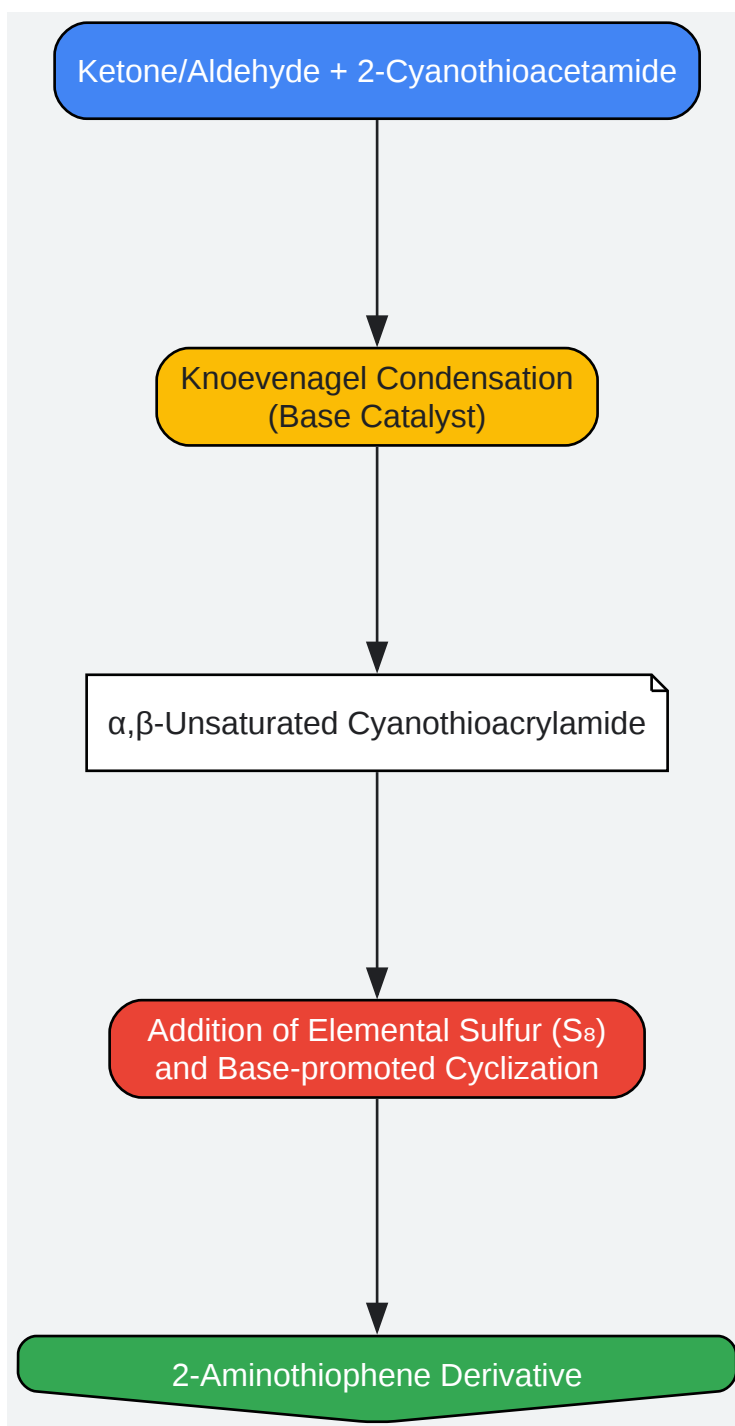 Ketone/Aldehyde + 2-Cyanothioacetamide
Knoevenagel Condensation
(Base Catalyst)
α,β-Unsaturated Cyanothioacrylamide
Addition of Elemental Sulfur (S₈)
and Base-promoted Cyclization
2-Aminothiophene Derivative